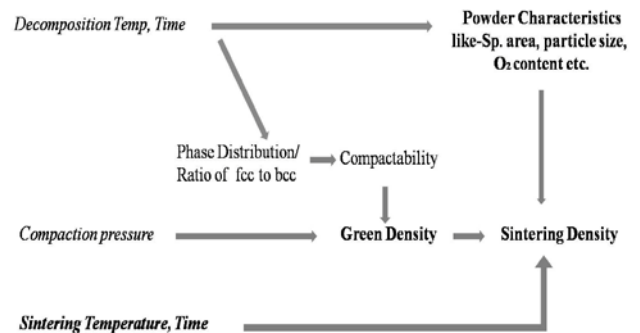 Decomposition Temp, Time
Powder Characteristics
like-Sp. area, particle size,
O₂ content etc.
Phase Distribution/
Ratio of fcc to bcc
Compactability
Compaction pressure
Green Density
Sintering Density
Sintering Temperature, Time